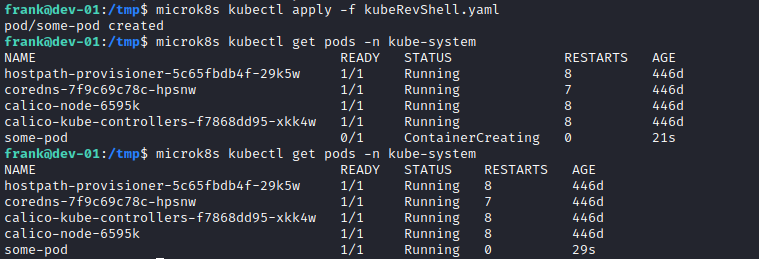 frank@dev-01:/tmp$ microk8s kubectl apply -f kubeRevShell.yaml
pod/some-pod created
frank@dev-01:/tmp$ microk8s kubectl get pods -n kube-system
NAME READY STATUS RESTARTS AGE
hostpath-provisioner-5c65fbdb4f-29k5w 1/1 Running 8 446d
coredns-7f9c69c78c-hpsnw 1/1 Running 7 446d
calico-node-6595k 1/1 Running 8 446d
calico-kube-controllers-f7868dd95-xkk4w 1/1 Running 8 446d
some-pod 0/1 ContainerCreating 0 21s
frank@dev-01:/tmp$ microk8s kubectl get pods -n kube-system
NAME READY STATUS RESTARTS AGE
hostpath-provisioner-5c65fbdb4f-29k5w 1/1 Running 8 446d
coredns-7f9c69c78c-hpsnw 1/1 Running 7 446d
calico-kube-controllers-f7868dd95-xkk4w 1/1 Running 8 446d
calico-node-6595k 1/1 Running 8 446d
some-pod 1/1 Running 0 29s